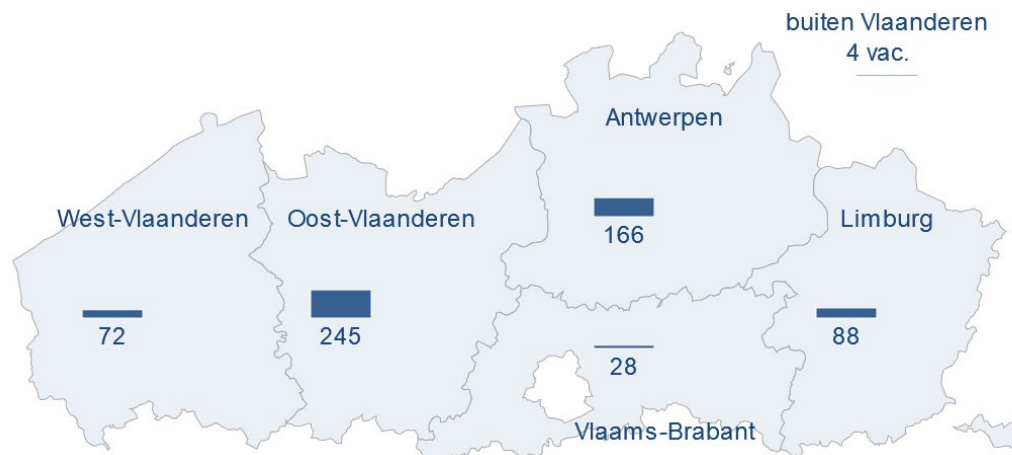 buiten Vlaanderen
4 vac.
Antwerpen
166
West-Vlaanderen
72
Oost-Vlaanderen
245
Limburg
88
28
Vlaams-Brabant